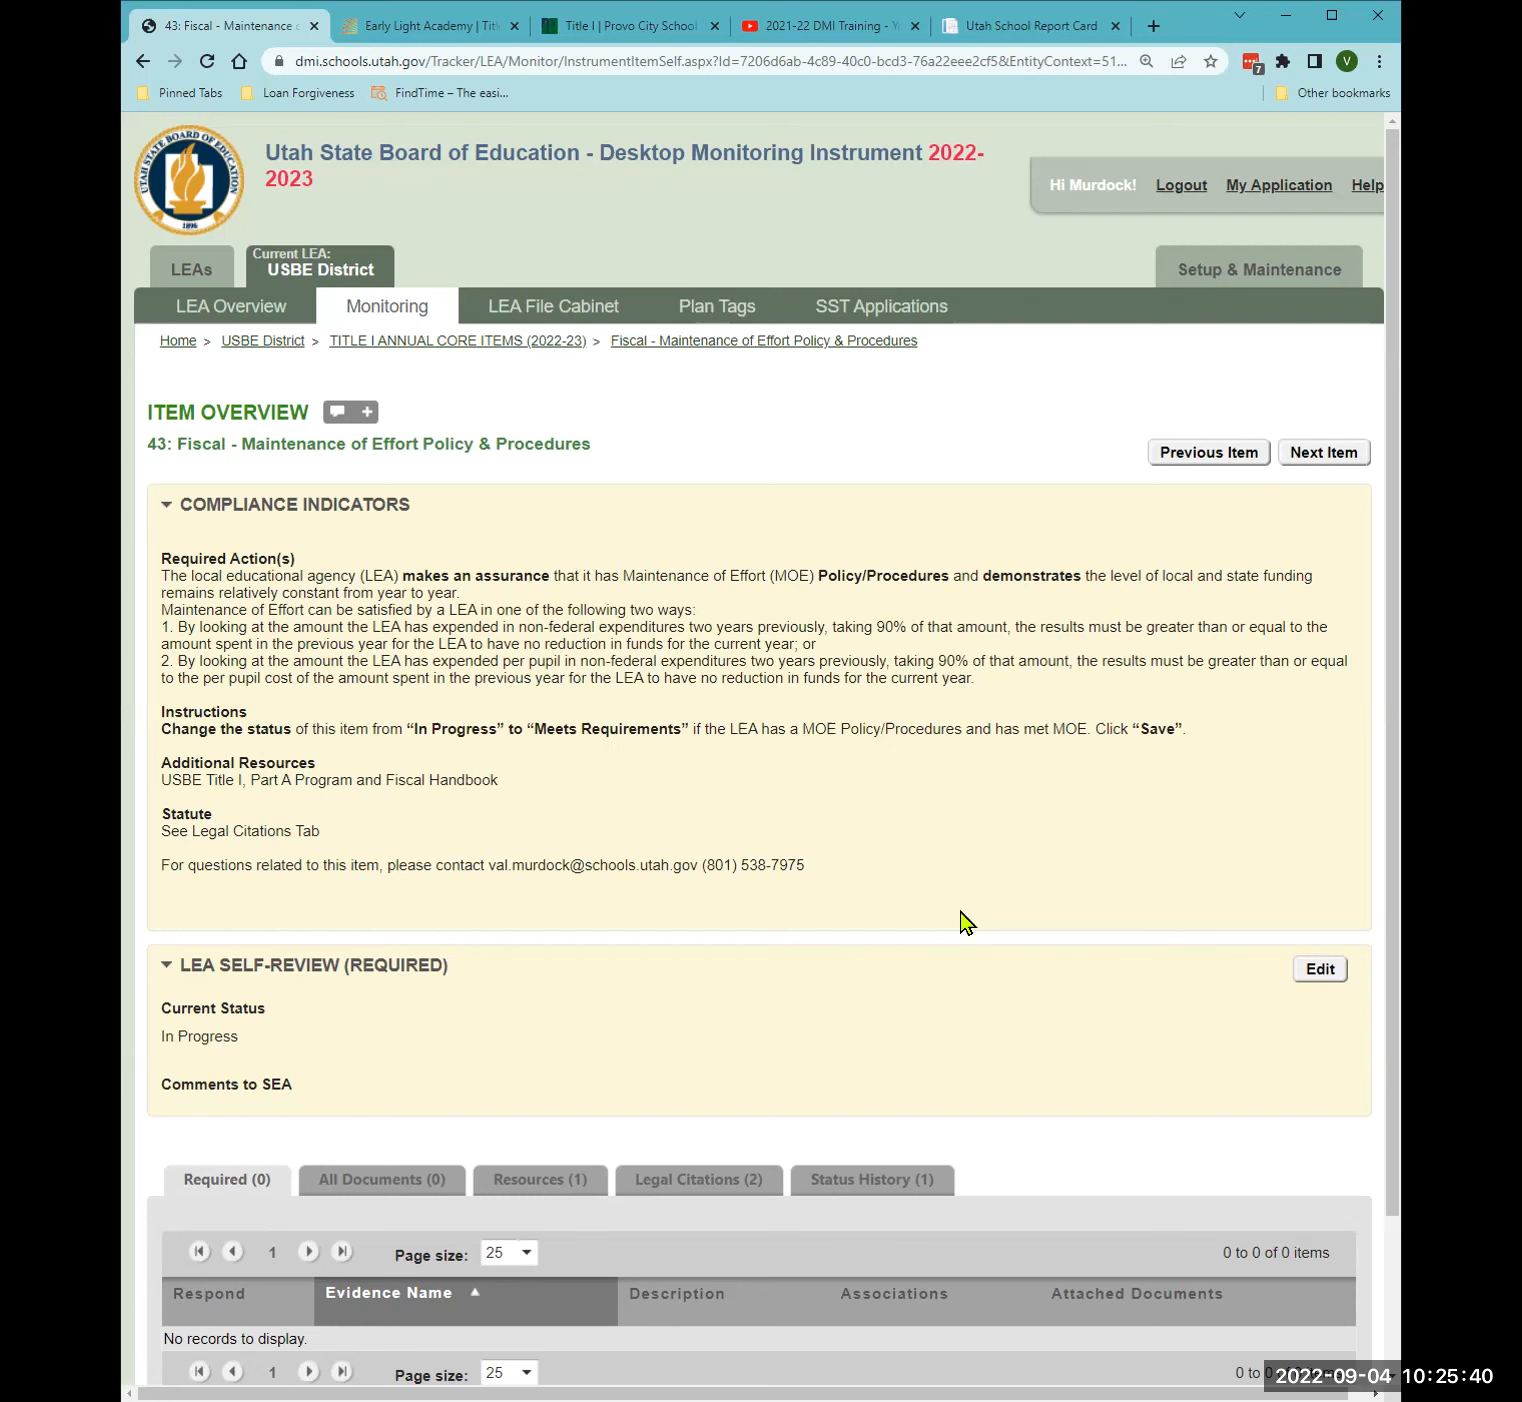 43: Fiscal - Maintenance
Early Light Academy | Titl
Title I | Provo City School
2021-22 DMI Training - Y
Utah School Report Card
dmi.schools.utah.gov/Tracker/LEA/Monitor/InstrumentItemSelf.aspx?Id=7206d6ab-4c89-40c0-bcd3-76a22eee2cf5&EntityContext=51...
7
V
Pinned Tabs
Loan Forgiveness
FindTime – The easi...
Other bookmarks
UTAH STATE BOARD OF EDUCATION
1896
Utah State Board of Education - Desktop Monitoring Instrument 2022-
2023
Hi Murdock! Logout My Application Help
LEAs
Current LEA:
USBE District
Setup & Maintenance
LEA Overview Monitoring LEA File Cabinet Plan Tags SST Applications
Home > USBE District > TITLE I ANNUAL CORE ITEMS (2022-23) > Fiscal - Maintenance of Effort Policy & Procedures
ITEM OVERVIEW
43: Fiscal - Maintenance of Effort Policy & Procedures
Previous Item Next Item
COMPLIANCE INDICATORS
Required Action(s)
The local educational agency (LEA) makes an assurance that it has Maintenance of Effort (MOE) Policy/Procedures and demonstrates the level of local and state funding
remains relatively constant from year to year.
Maintenance of Effort can be satisfied by a LEA in one of the following two ways:
1. By looking at the amount the LEA has expended in non-federal expenditures two years previously, taking 90% of that amount, the results must be greater than or equal to the
amount spent in the previous year for the LEA to have no reduction in funds for the current year; or
2. By looking at the amount the LEA has expended per pupil in non-federal expenditures two years previously, taking 90% of that amount, the results must be greater than or equal
to the per pupil cost of the amount spent in the previous year for the LEA to have no reduction in funds for the current year.
Instructions
Change the status of this item from “In Progress” to “Meets Requirements” if the LEA has a MOE Policy/Procedures and has met MOE. Click “Save”.
Additional Resources
USBE Title I, Part A Program and Fiscal Handbook
Statute
See Legal Citations Tab
For questions related to this item, please contact val.murdock@schools.utah.gov (801) 538-7975
LEA SELF-REVIEW (REQUIRED)
Edit
Current Status
In Progress
Comments to SEA
Required (0) All Documents (0) Resources (1) Legal Citations (2) Status History (1)
1 Page size: 25 0 to 0 of 0 items
Respond Evidence Name Description Associations Attached Documents
No records to display.
1 Page size: 25 0 to
2022-09-04 10:25:40